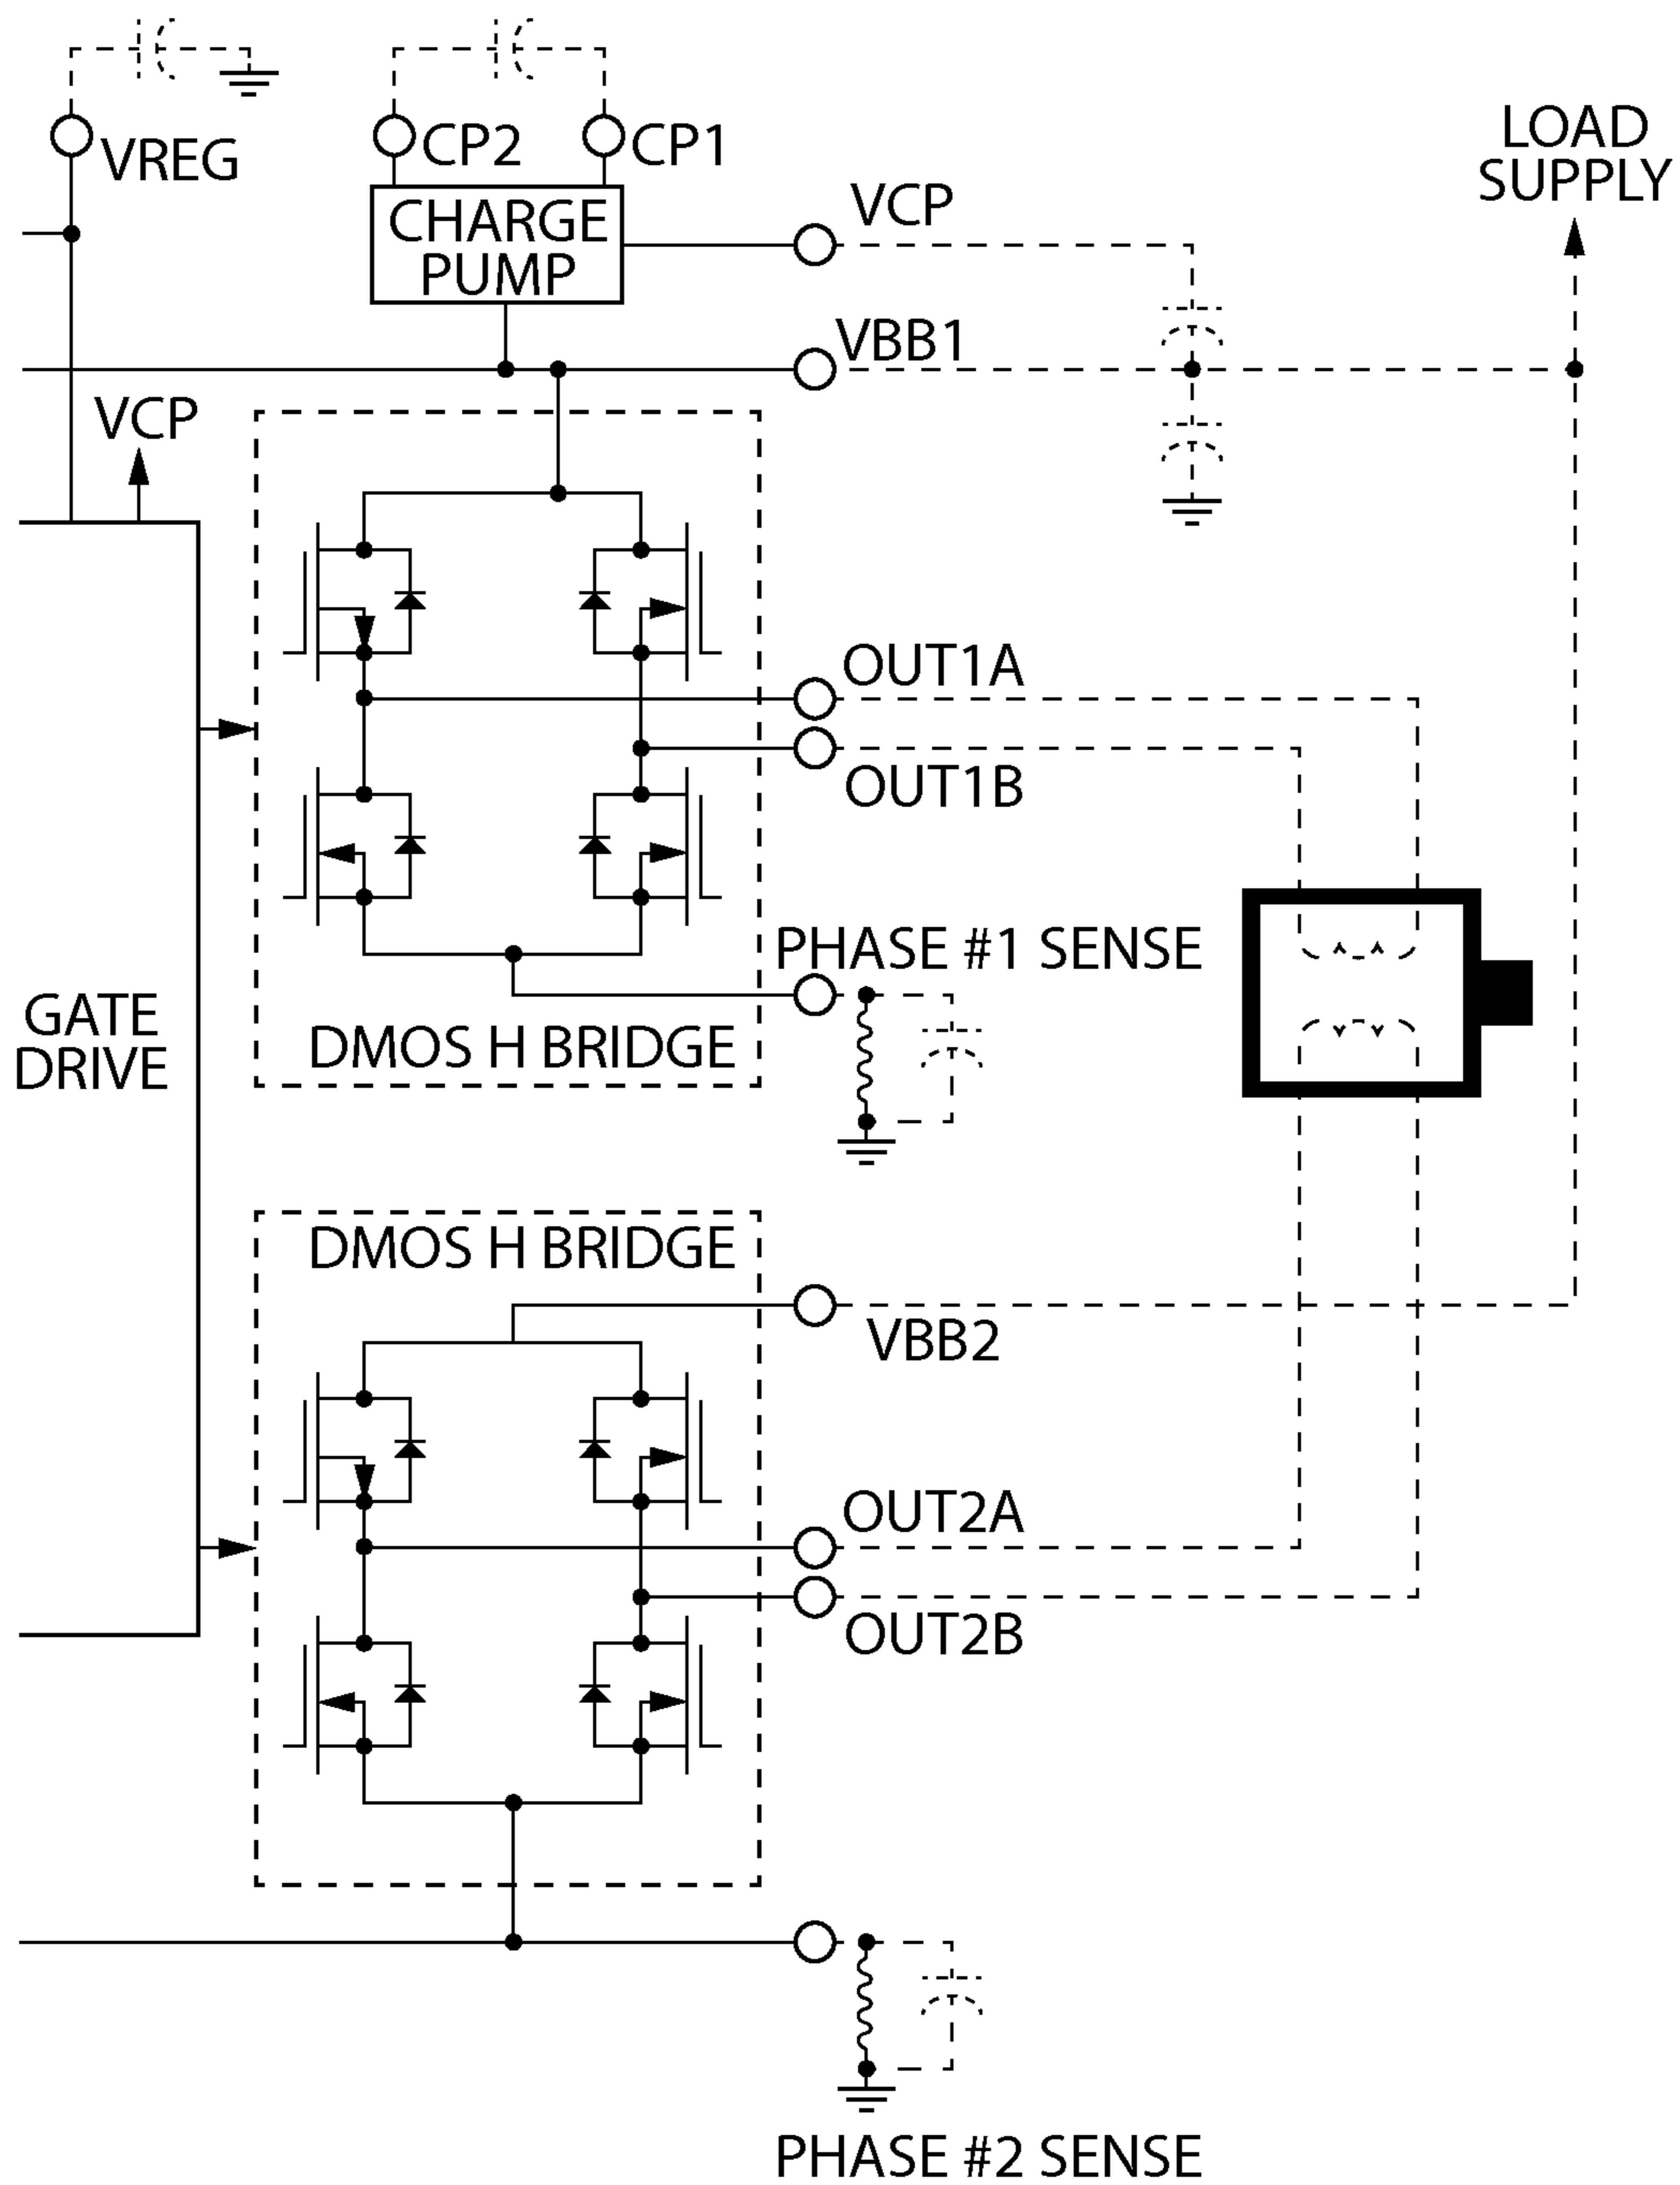 VREG
CP2
CP1
LOAD
SUPPLY
CHARGE
PUMP
VCP
VBB1
VCP
OUT1A
OUT1B
PHASE #1 SENSE
GATE
DRIVE
DMOS H BRIDGE
DMOS H BRIDGE
VBB2
OUT2A
OUT2B
PHASE #2 SENSE